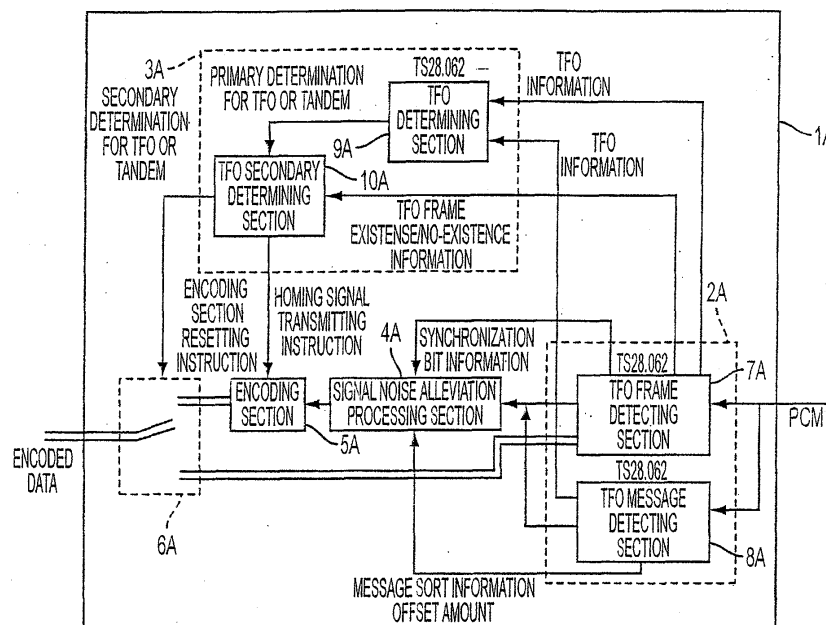 3A
SECONDARY
DETERMINATION
FOR TFO OR
TANDEM
PRIMARY DETERMINATION
FOR TFO OR TANDEM
TS28.062
TFO
DETERMINING
SECTION
9A
TFO
INFORMATION
TFO
INFORMATION
1A
TFO SECONDARY
DETERMINING
SECTION
10A
TFO FRAME
EXISTENSE/NO-EXISTENCE
INFORMATION
ENCODING
SECTION
RESETTING
INSTRUCTION
HOMING SIGNAL
TRANSMITTING
INSTRUCTION
4A
SYNCHRONIZATION
BIT INFORMATION
2A
TS28.062
TFO FRAME
DETECTING
SECTION
7A
PCM
ENCODING
SECTION
5A
SIGNAL NOISE ALLEVIATION
PROCESSING SECTION
ENCODED
DATA
6A
TS28.062
TFO MESSAGE
DETECTING
SECTION
8A
MESSAGE SORT INFORMATION
OFFSET AMOUNT